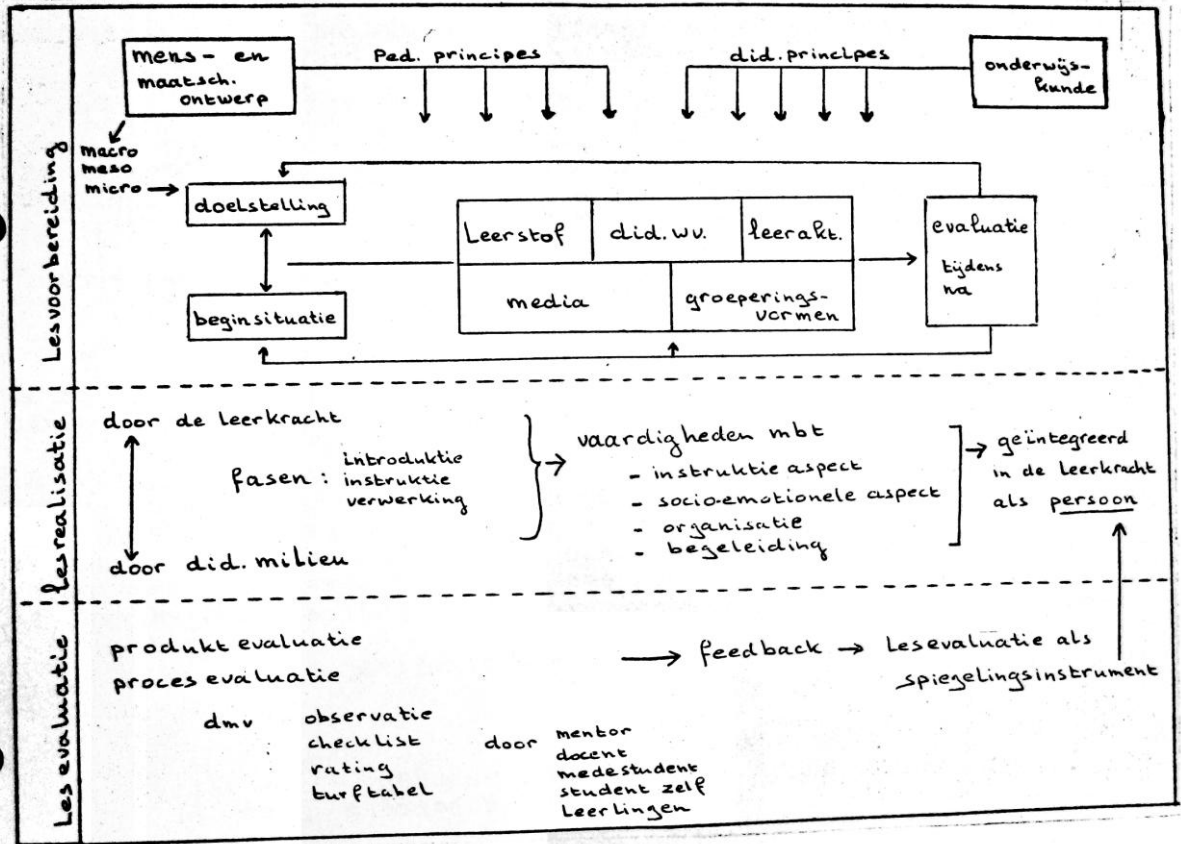 Lesvoorbereiding
mens- en
maatsch.
ontwerp
Ped. principes
did. principes
onderwijs-
kunde
macro
meso
micro
doelstelling
beginsituatie
Leerstof
did. wv.
leerakt.
media
groeperings-
vormen
evaluatie
tijdens
na
lesrealisatie
door de leerkracht
fasen :
introduktie
instruktie
verwerking
door did. milieu
vaardigheden mbt
- instruktie aspect
- socio-emotionele aspect
- organisatie
- begeleiding
geïntegreerd
in de leerkracht
als persoon
Les evaluatie
produkt evaluatie
proces evaluatie
dmv
observatie
checklist
rating
turftabel
door
mentor
docent
medestudent
student zelf
Leerlingen
feedback
Lesevaluatie als
spiegelingsinstrument